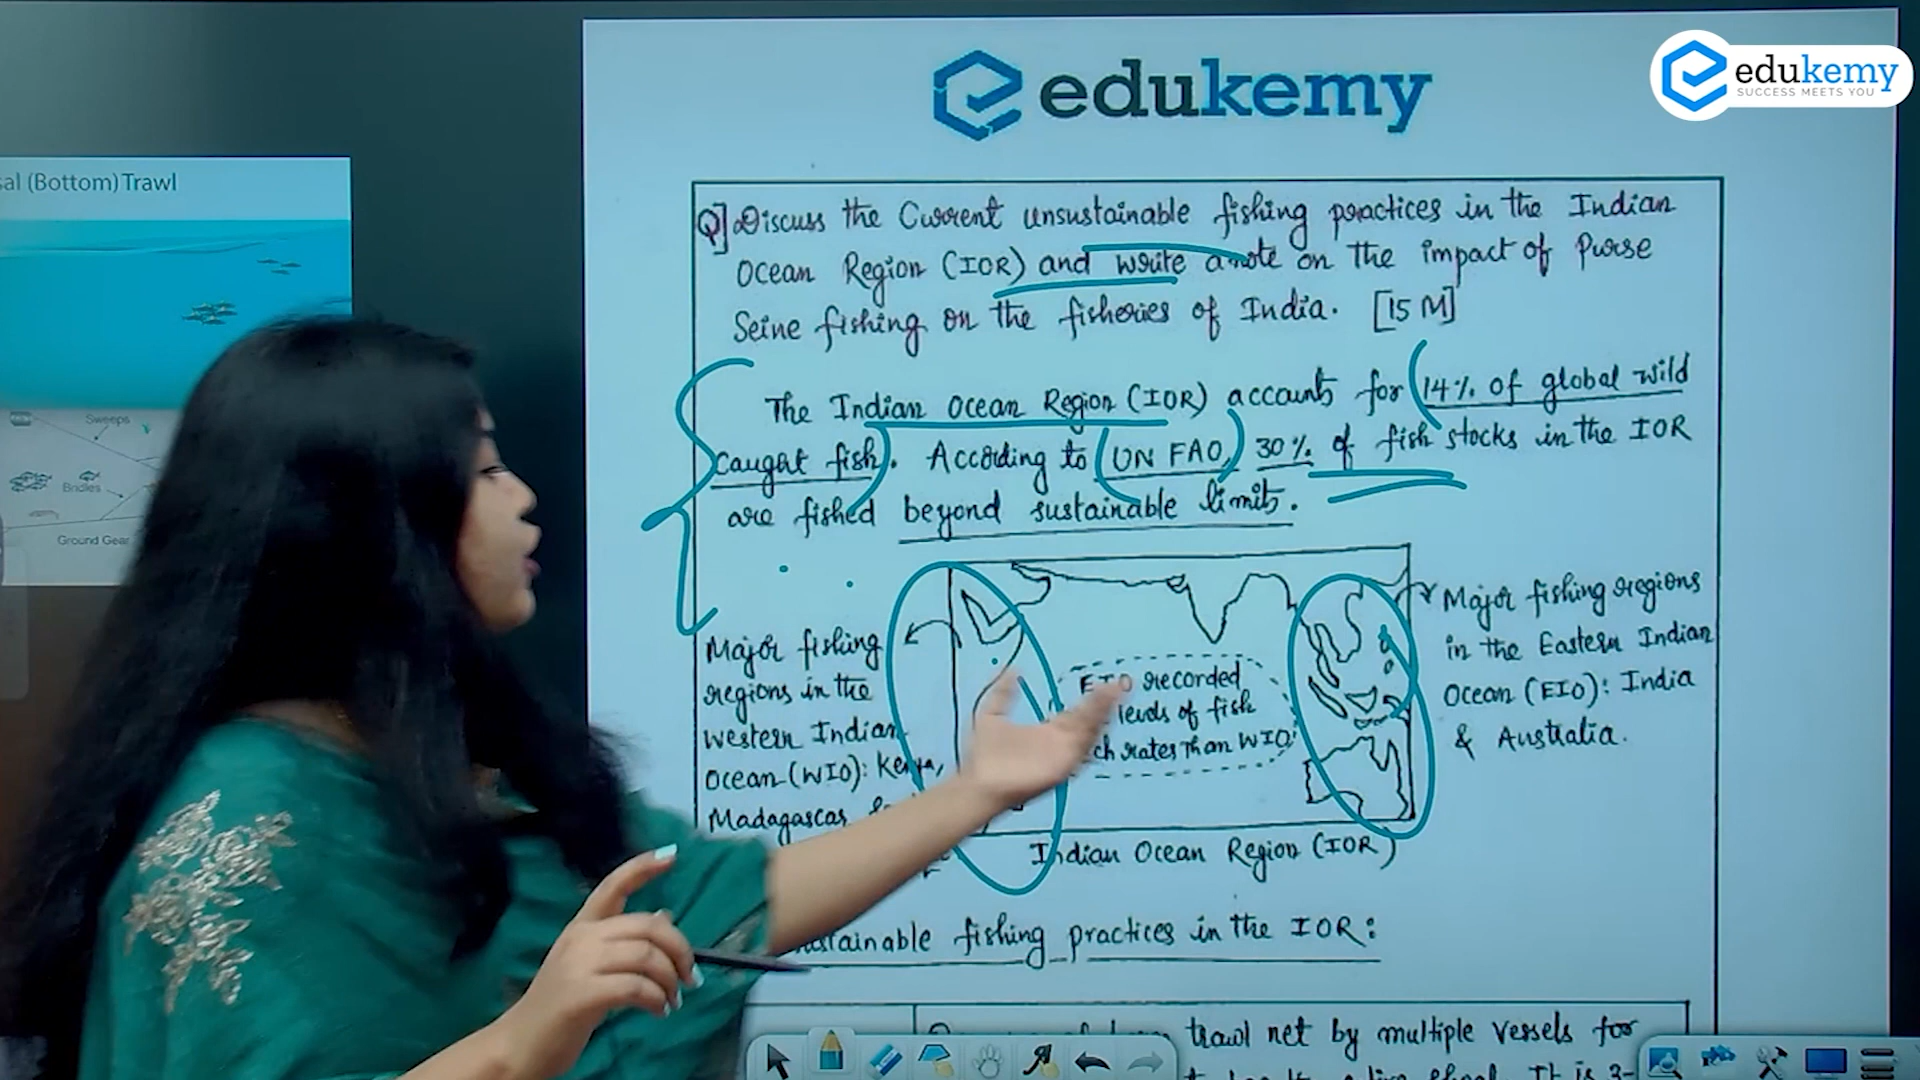 edukemy
SUCCESS MEETS YOU
edukemy
(Bottom) Trawl
Sweeps
Bridles
Ground Gear
Q] Discuss the Current unsustainable fishing practices in the Indian
Ocean Region (IOR) and write a note on the impact of Purse
Seine fishing on the fisheries of India. [15 M]
The Indian Ocean Region (IOR) accounts for 14% of global wild
caught fish. According to UN FAO, 30% of fish stocks in the IOR
are fished beyond sustainable limits.
Major fishing
regions in the
western Indian
Ocean (WIO): Kenya,
Madagascar &
EIO recorded
levels of fish
rates than WIO
Major fishing regions
in the Eastern Indian
Ocean (EIO): India
& Australia.
Indian Ocean Region (IOR)
fishing practices in the IOR:
trawl net by multiple vessels for